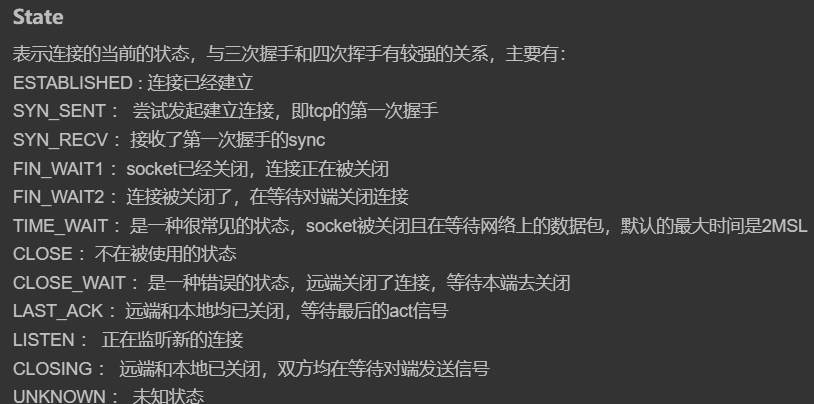 State
表示连接的当前的状态，与三次握手和四次挥手有较强的关系，主要有：
ESTABLISHED : 连接已经建立
SYN_SENT： 尝试发起建立连接，即tcp的第一次握手
SYN_RECV：接收了第一次握手的sync
FIN_WAIT1：socket已经关闭，连接正在被关闭
FIN_WAIT2：连接被关闭了，在等待对端关闭连接
TIME_WAIT：是一种很常见的状态，socket被关闭且在等待网络上的数据包，默认的最大时间是2MSL
CLOSE：不在被使用的状态
CLOSE_WAIT：是一种错误的状态，远端关闭了连接，等待本端去关闭
LAST_ACK：远端和本地均已关闭，等待最后的act信号
LISTEN： 正在监听新的连接
CLOSING： 远端和本地已关闭，双方均在等待对端发送信号
UNKNOWN： 未知状态